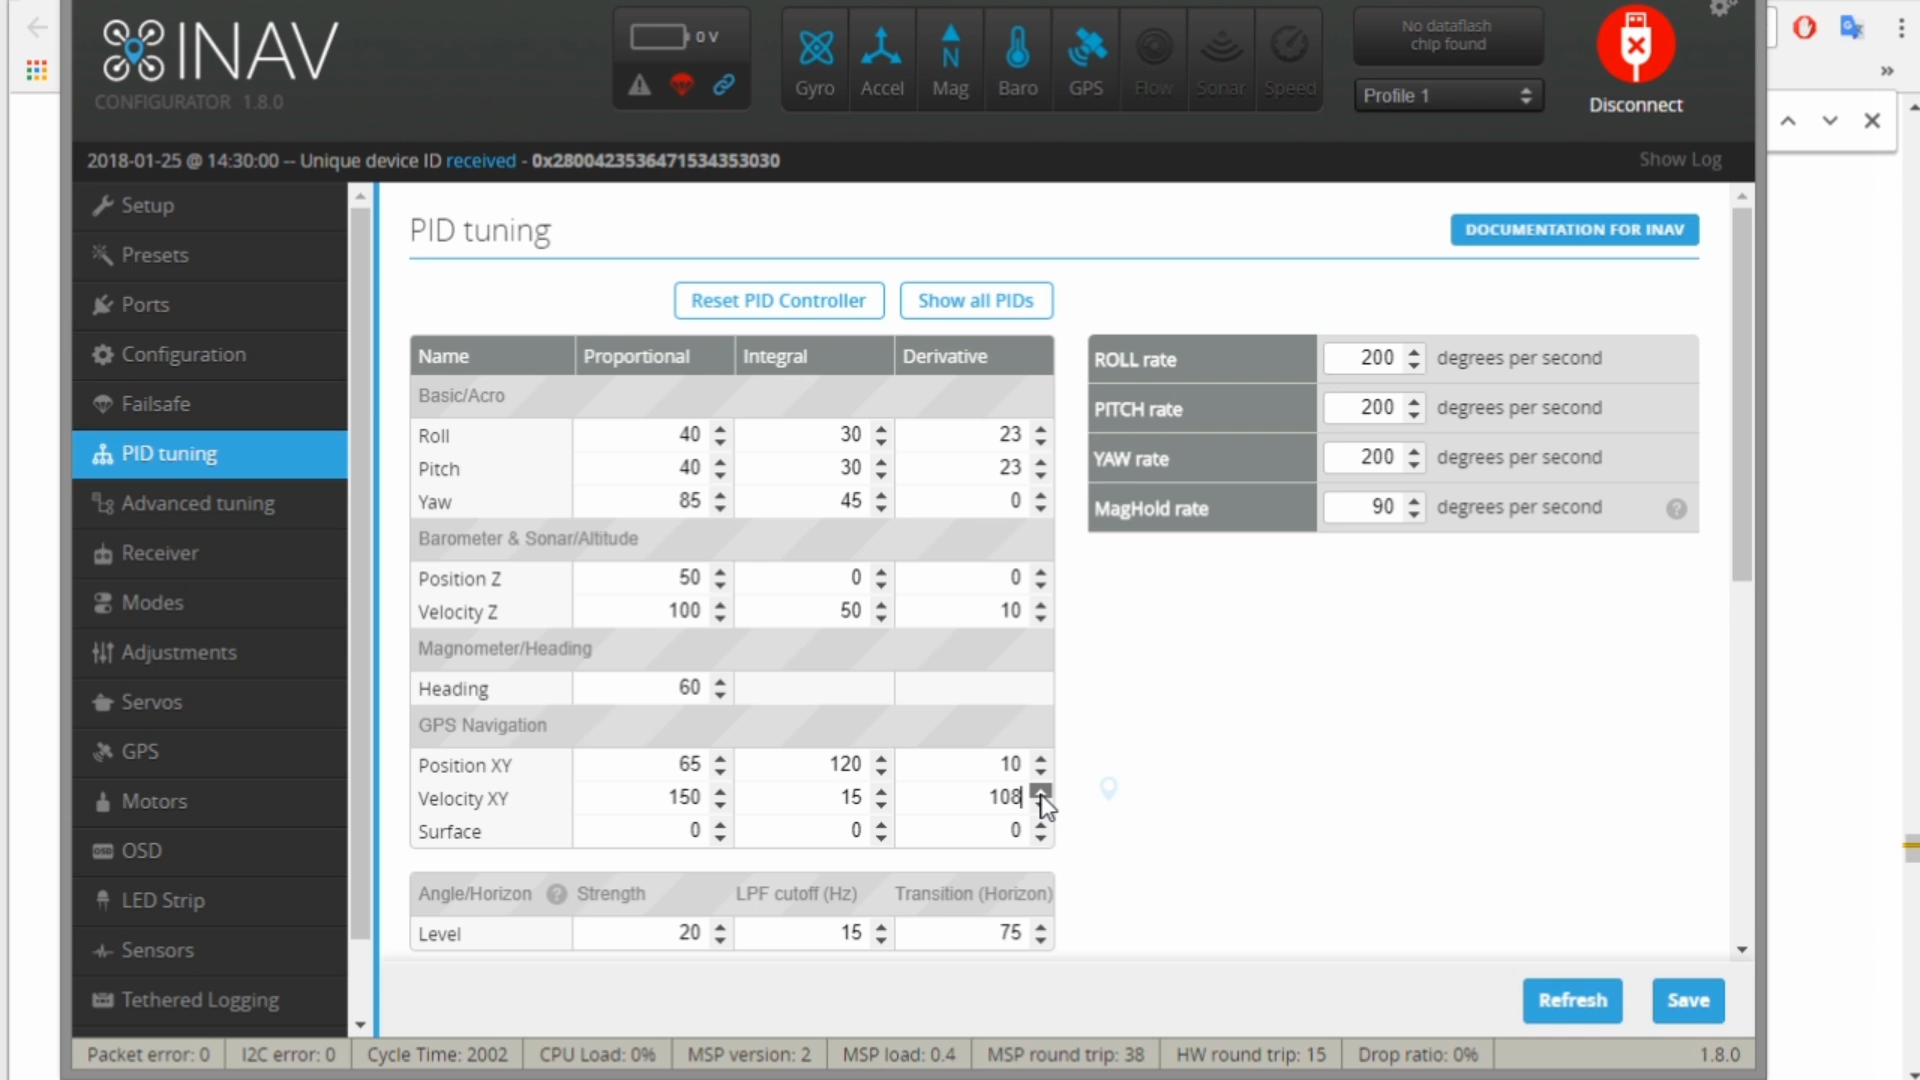 INAV
CONFIGURATOR 1.8.0
0 V
Gyro
Accel
Mag
Baro
GPS
Flow
Sonar
Speed
No dataflash
chip found
Profile 1
Disconnect
2018-01-25 @ 14:30:00 -- Unique device ID received - 0x2800423536471534353030
Show Log
Setup
Presets
Ports
Configuration
Failsafe
PID tuning
Advanced tuning
Receiver
Modes
Adjustments
Servos
GPS
Motors
OSD
LED Strip
Sensors
Tethered Logging
PID tuning
DOCUMENTATION FOR INAV
Reset PID Controller
Show all PIDs
Name Proportional Integral Derivative
Basic/Acro
Roll 40 30 23
Pitch 40 30 23
Yaw 85 45 0
Barometer & Sonar/Altitude
Position Z 50 0 0
Velocity Z 100 50 10
Magnometer/Heading
Heading 60
GPS Navigation
Position XY 65 120 10
Velocity XY 150 15 108
Surface 0 0 0
Angle/Horizon ? Strength LPF cutoff (Hz) Transition (Horizon)
Level 20 15 75
ROLL rate 200 degrees per second
PITCH rate 200 degrees per second
YAW rate 200 degrees per second
MagHold rate 90 degrees per second ?
Refresh
Save
Packet error: 0
I2C error: 0
Cycle Time: 2002
CPU Load: 0%
MSP version: 2
MSP load: 0.4
MSP round trip: 38
HW round trip: 15
Drop ratio: 0%
1.8.0